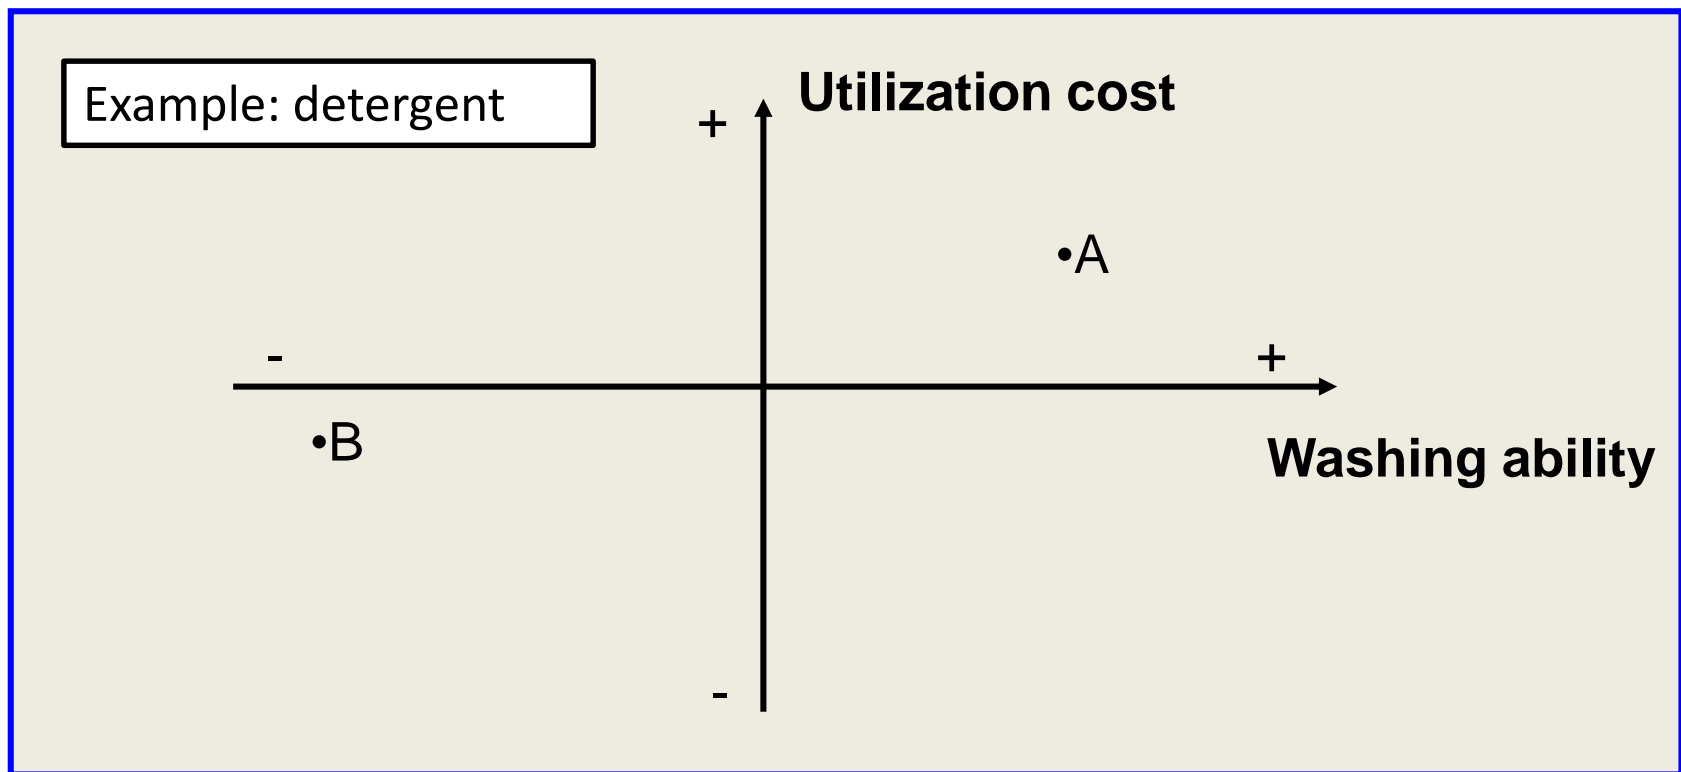 Example: detergent
Utilization cost
+
•A
-
+
•B
Washing ability
-